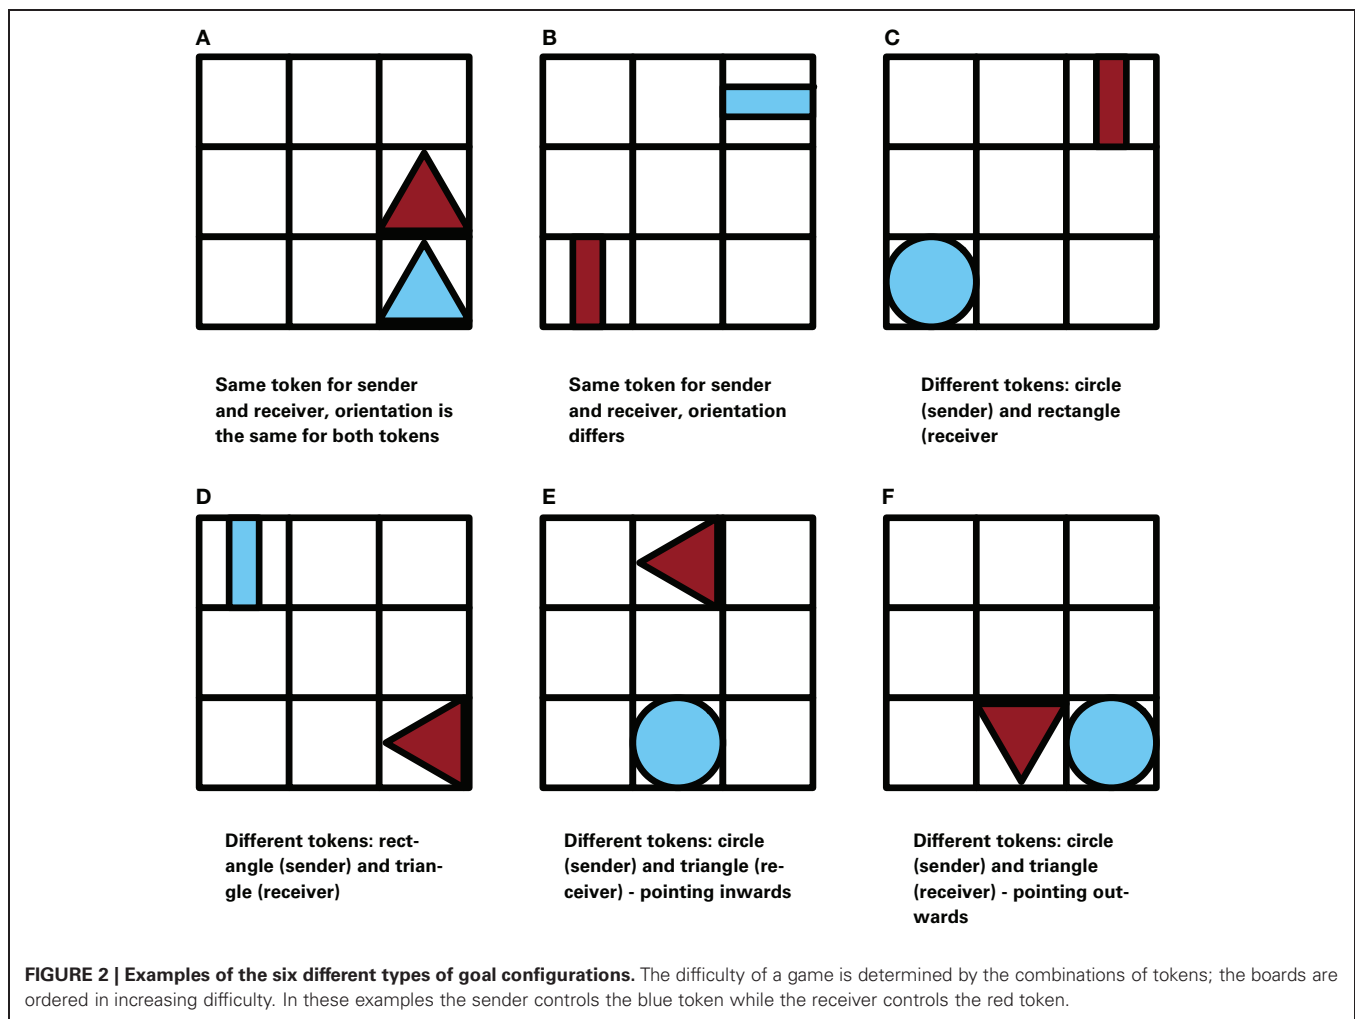 A
B
C
Same token for sender
and receiver, orientation is
the same for both tokens
Same token for sender
and receiver, orientation
differs
Different tokens: circle
(sender) and rectangle
(receiver
D
E
F
Different tokens: rect-
angle (sender) and trian-
gle (receiver)
Different tokens: circle
(sender) and triangle (re-
ceiver) - pointing inwards
Different tokens: circle
(sender) and triangle
(receiver) - pointing out-
wards
FIGURE 2 | Examples of the six different types of goal configurations. The difficulty of a game is determined by the combinations of tokens; the boards are
ordered in increasing difficulty. In these examples the sender controls the blue token while the receiver controls the red token.